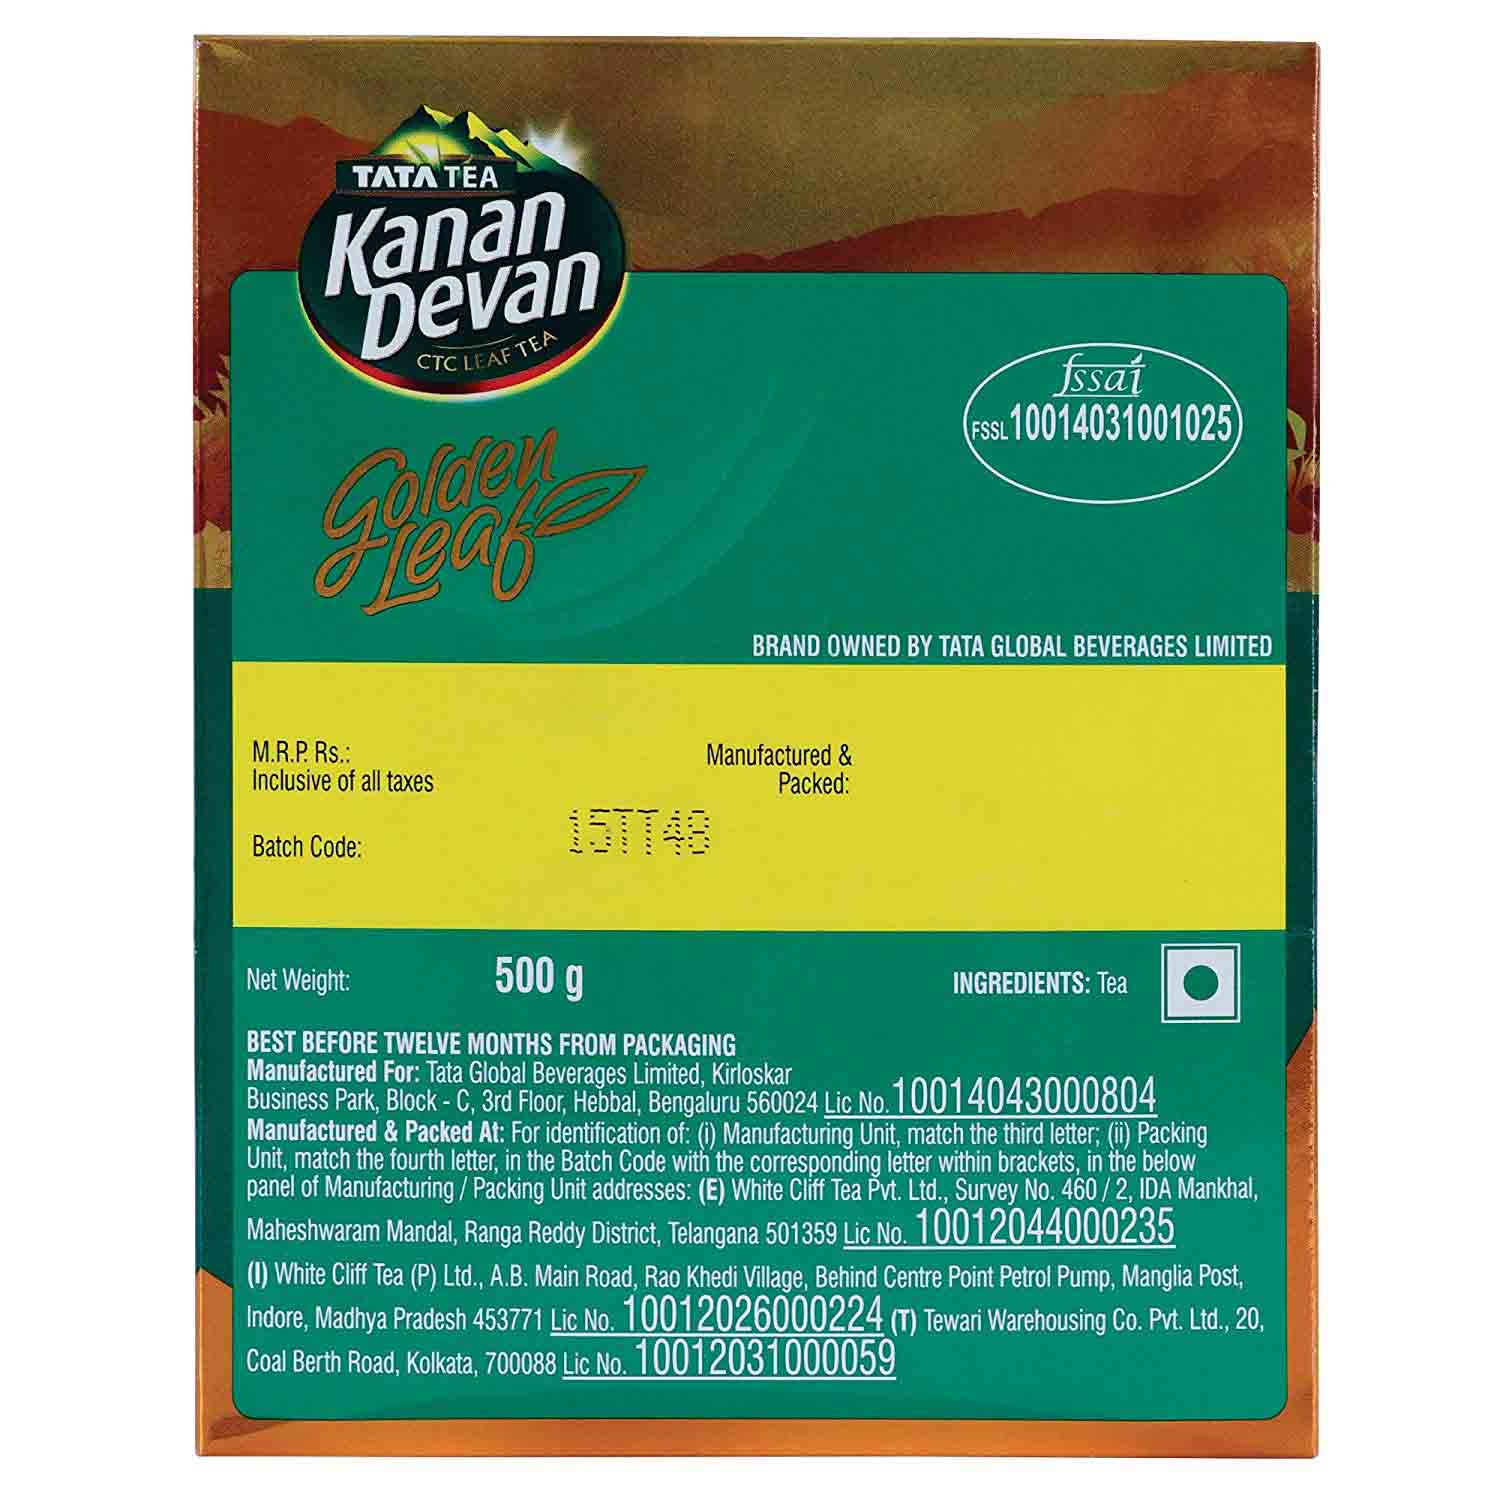 TATA TEA
Kanan
Devan
CTC LEAF TEA
Golden
Leaf
fssai
FSSL 10014031001025
BRAND OWNED BY TATA GLOBAL BEVERAGES LIMITED
M.R.P. Rs.:
Inclusive of all taxes
Manufactured &
Packed:
Batch Code:
15TT48
Net Weight: 500 g
INGREDIENTS: Tea
BEST BEFORE TWELVE MONTHS FROM PACKAGING
Manufactured For: Tata Global Beverages Limited, Kirloskar
Business Park, Block - C, 3rd Floor, Hebbal, Bengaluru 560024 Lic No. 10014043000804
Manufactured & Packed At: For identification of: (i) Manufacturing Unit, match the third letter; (ii) Packing
Unit, match the fourth letter, in the Batch Code with the corresponding letter within brackets, in the below
panel of Manufacturing / Packing Unit addresses: (E) White Cliff Tea Pvt. Ltd., Survey No. 460 / 2, IDA Mankhal,
Maheshwaram Mandal, Ranga Reddy District, Telangana 501359 Lic No. 10012044000235
(I) White Cliff Tea (P) Ltd., A.B. Main Road, Rao Khedi Village, Behind Centre Point Petrol Pump, Manglia Post,
Indore, Madhya Pradesh 453771 Lic No. 10012026000224 (T) Tewari Warehousing Co. Pvt. Ltd., 20,
Coal Berth Road, Kolkata, 700088 Lic No. 10012031000059